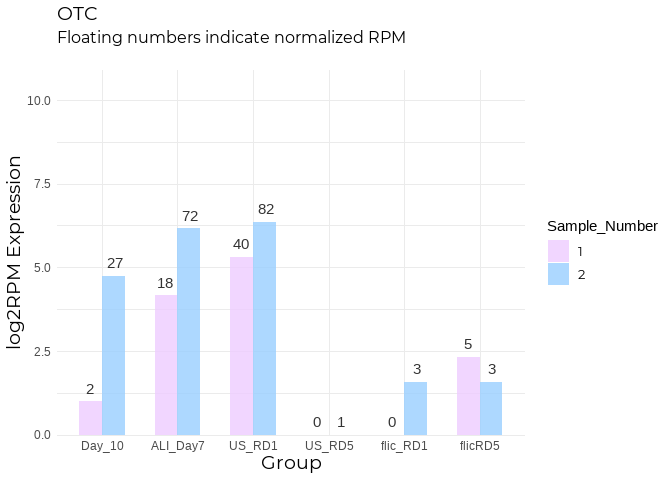 OTC
Floating numbers indicate normalized RPM
10.0
7.5
5.0
2.5
0.0
log2RPM Expression
2
27
18
72
40
82
0
1
0
3
5
3
Day_10
ALI_Day7
US_RD1
US_RD5
flic_RD1
flicRD5
Group
Sample_Number
1
2